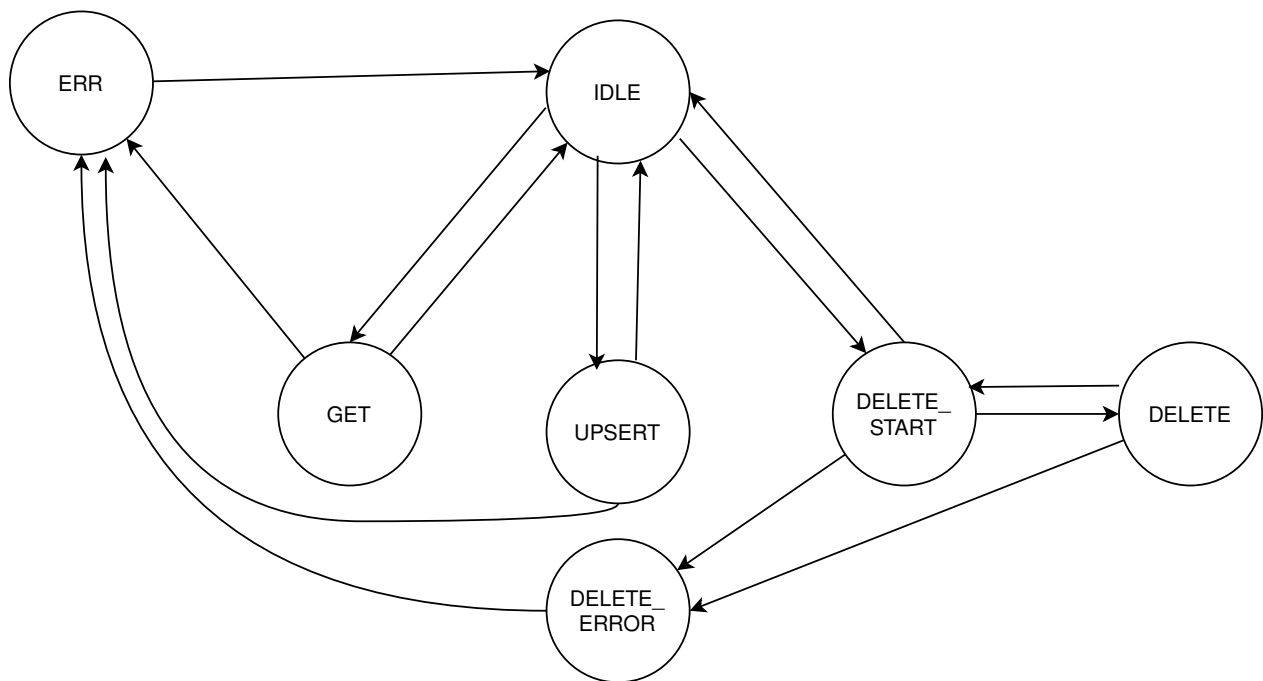 ERR
IDLE
GET
UPSERT
DELETE_
START
DELETE
DELETE_
ERROR